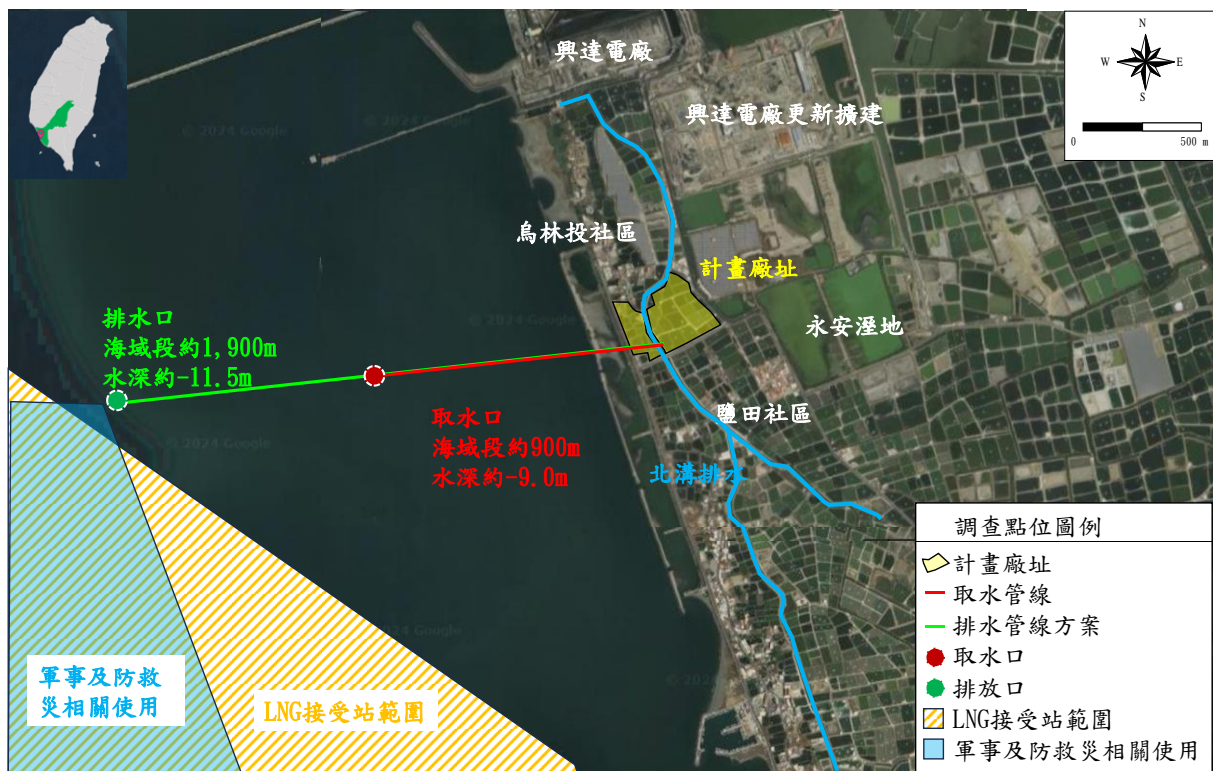 興達電廠
N
W
E
S
0
500 m
興達電廠更新擴建
© 2024 Google
© 2024 Google
烏林投社區
計畫廠址
© 2024 Google
永安溼地
排水口
海域段約1,900m
水深約-11.5m
取水口
海域段約900m
水深約-9.0m
鹽田社區
© 2024 Google
北溝排水
調查點位圖例
計畫廠址
取水管線
排水管線方案
取水口
排放口
LNG接受站範圍
軍事及防救災相關使用
2024 Google
軍事及防救
災相關使用
LNG接受站範圍